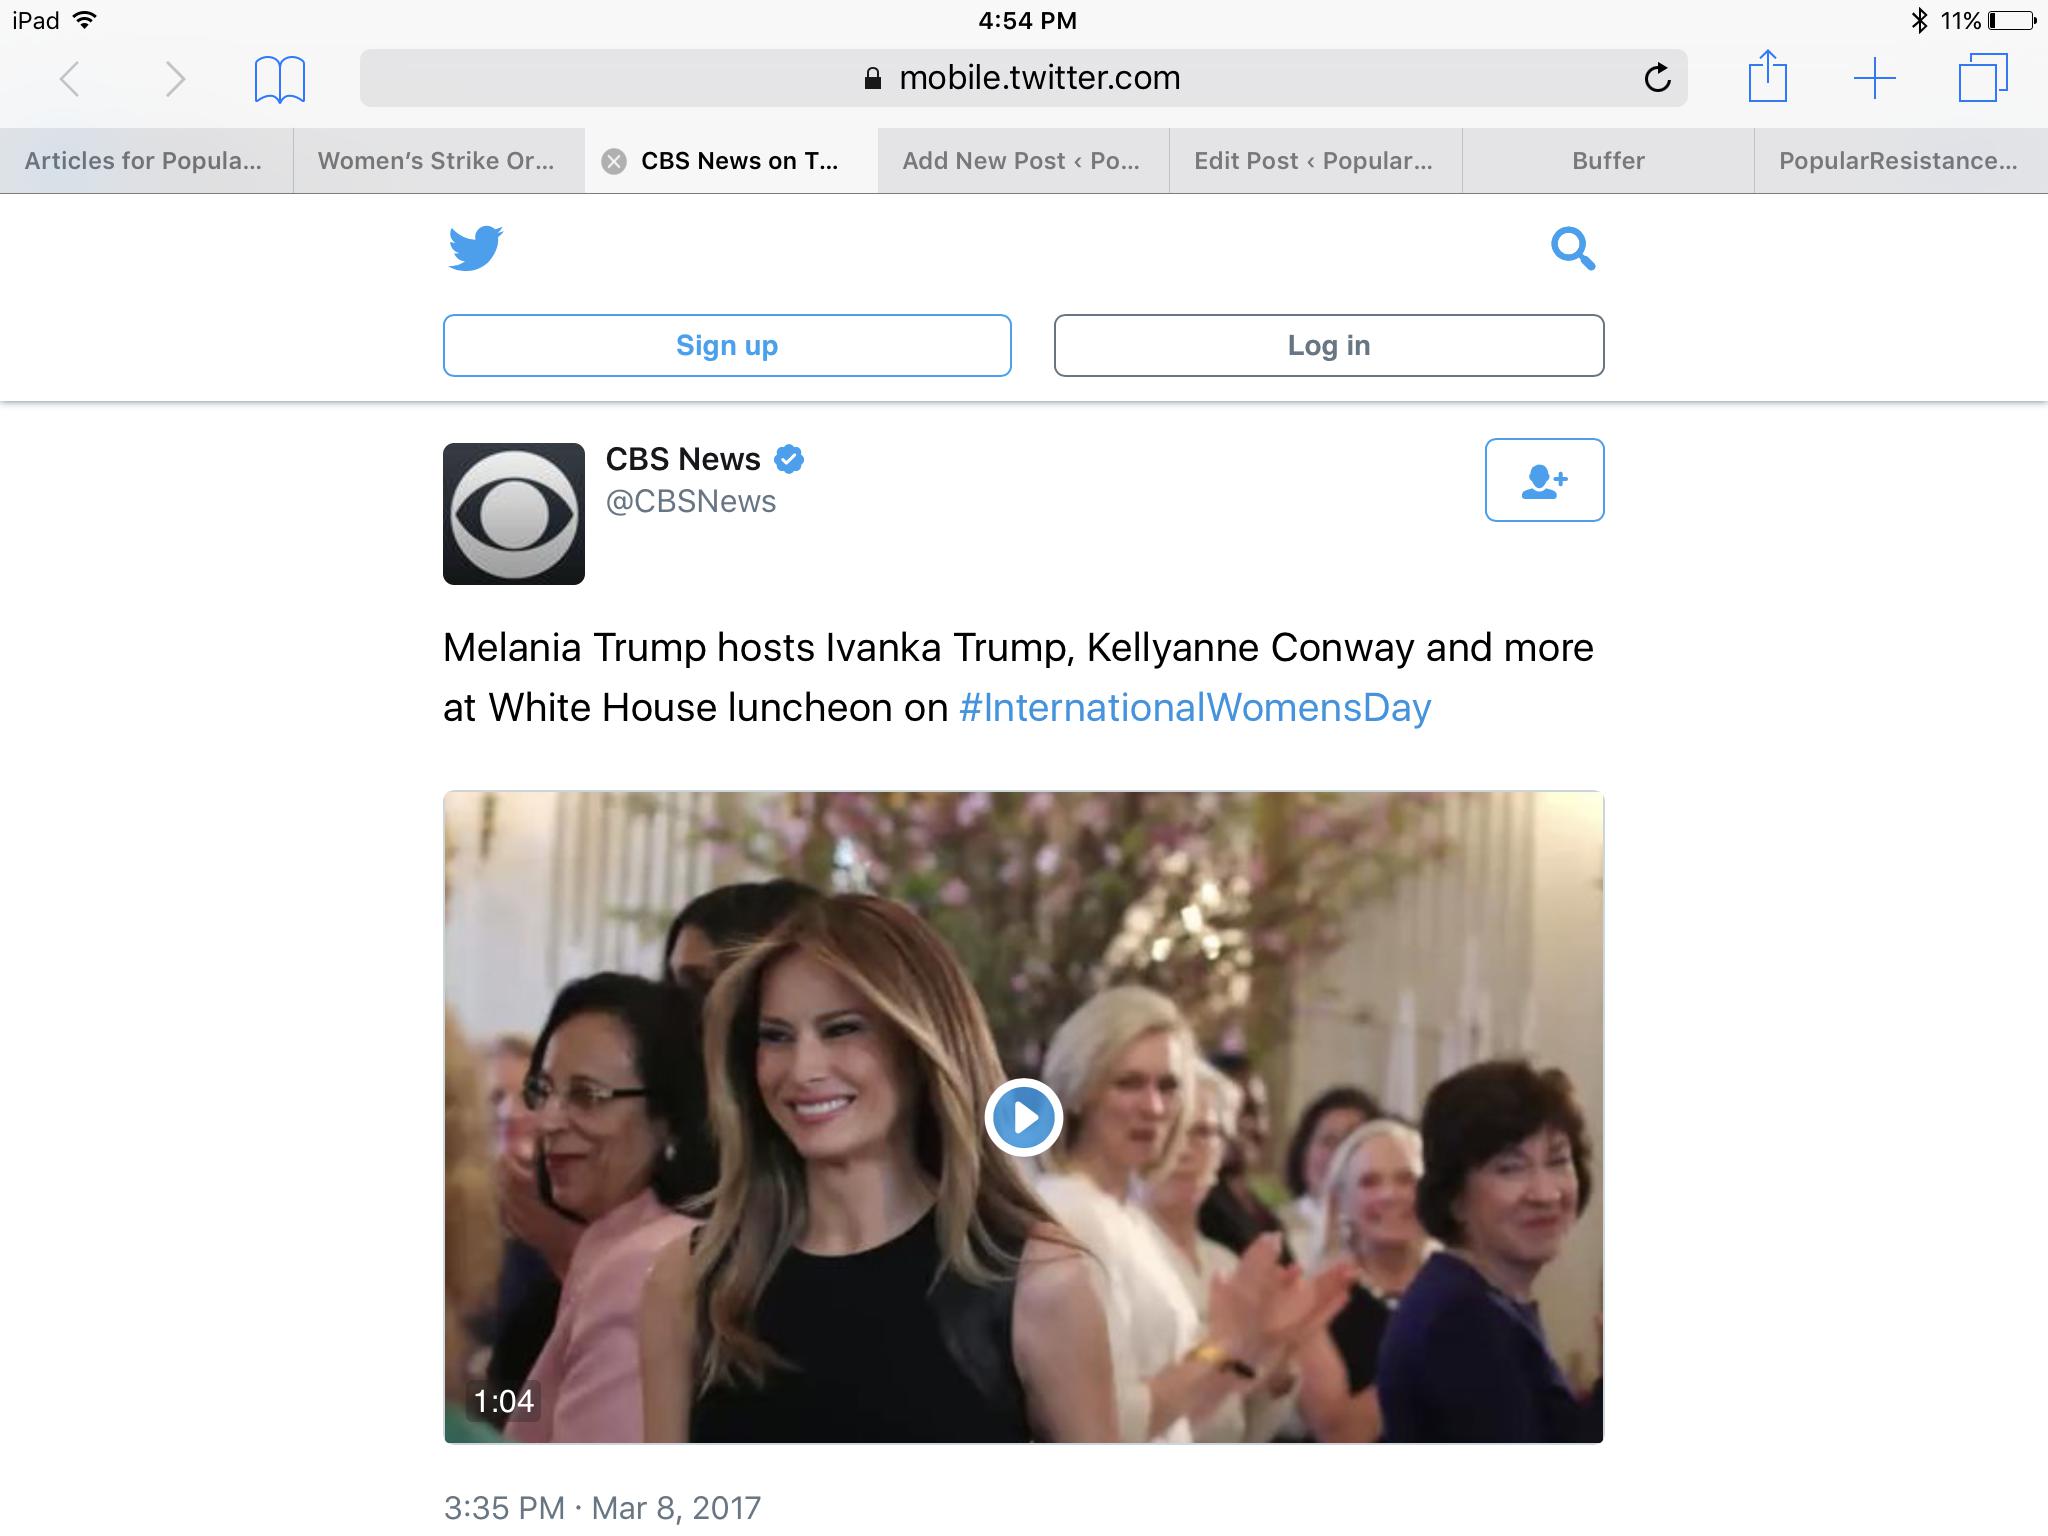 iPad 4:54 PM 11%
mobile.twitter.com
Articles for Popula... Women's Strike Or... CBS News on T... Add New Post ‹ Po... Edit Post ‹ Popular... Buffer PopularResistance...
Sign up Log in
CBS News
@CBSNews
Melania Trump hosts Ivanka Trump, Kellyanne Conway and more
at White House luncheon on #InternationalWomensDay
1:04
3:35 PM · Mar 8, 2017